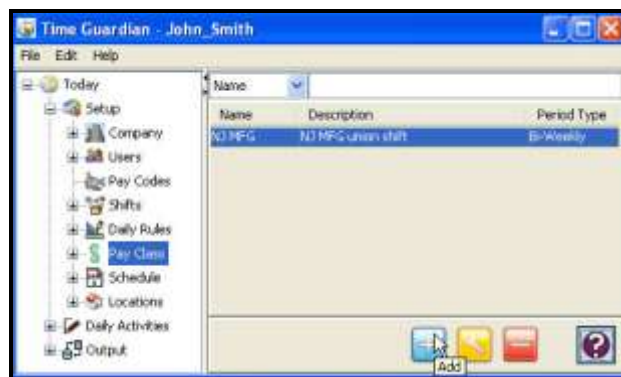 Time Guardian - John_Smith
File Edit Help
Today
Setup
Company
Users
Pay Codes
Shifts
Daily Rules
Pay Class
Schedule
Locations
Daily Activities
Output
Name
Name Description Period Type
NJ MFG NJ MFG union shift Bi-Weekly
Add